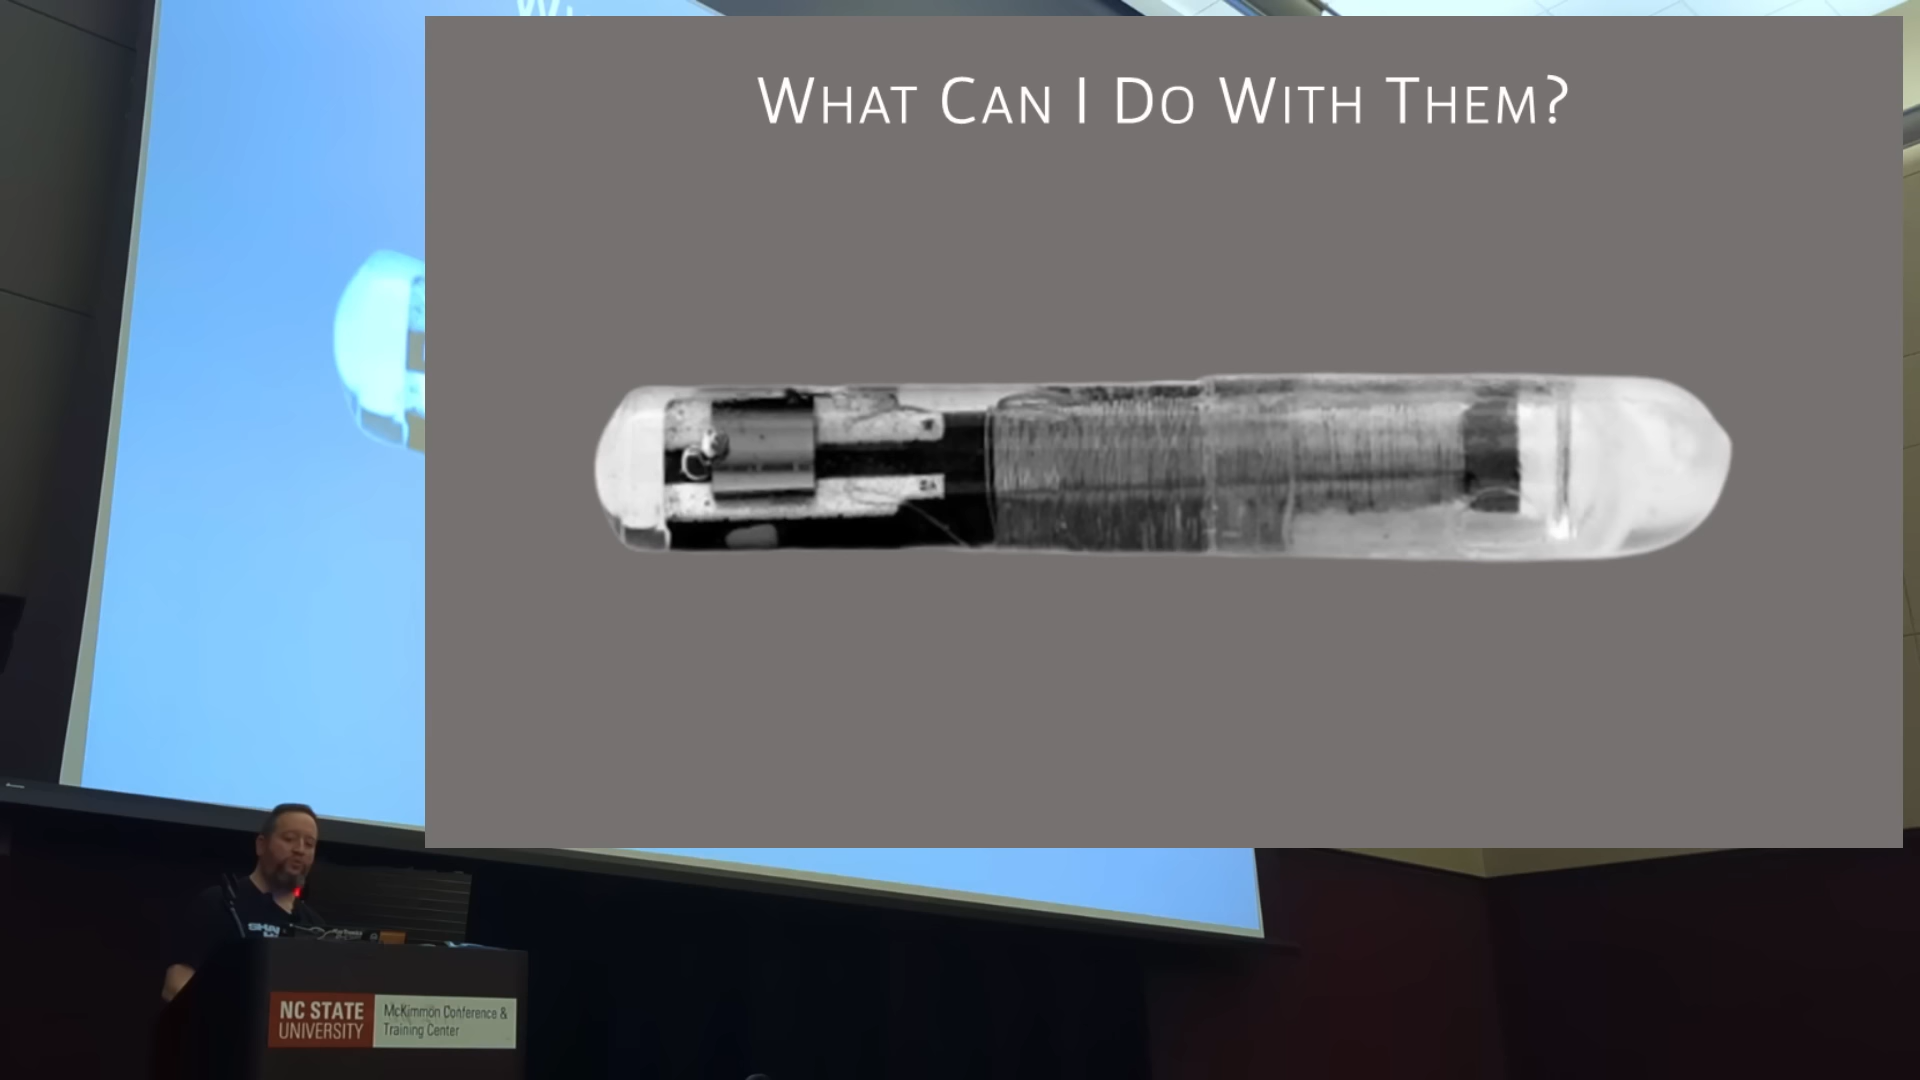 WHAT CAN I DO WITH THEM?
NC STATE
UNIVERSITY
McKimmon Conference &
Training Center